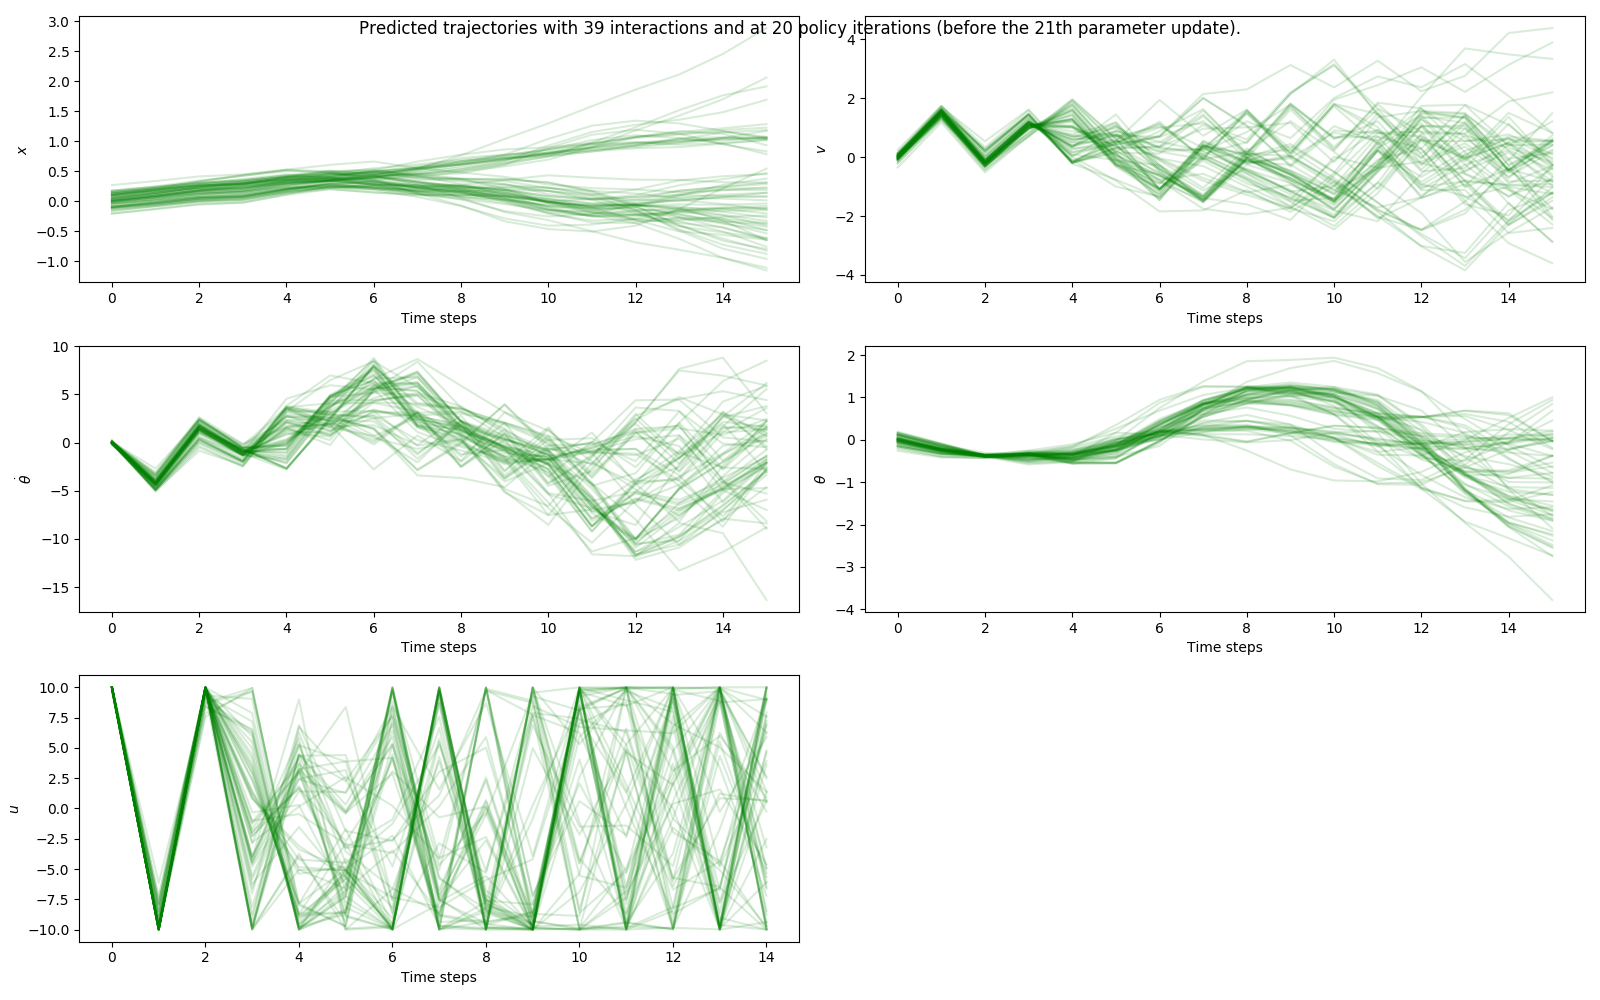 Predicted trajectories with 39 interactions and at 20 policy iterations (before the 21th parameter update).
3.0
2.5
2.0
1.5
1.0
0.5
0.0
−0.5
−1.0
x
0 2 4 6 8 10 12 14
Time steps
4
2
0
−2
−4
v
0 2 4 6 8 10 12 14
Time steps
10
5
0
−5
−10
−15
θ̇
0 2 4 6 8 10 12 14
Time steps
2
1
0
−1
−2
−3
−4
θ
0 2 4 6 8 10 12 14
Time steps
10.0
7.5
5.0
2.5
0.0
−2.5
−5.0
−7.5
−10.0
u
0 2 4 6 8 10 12 14
Time steps